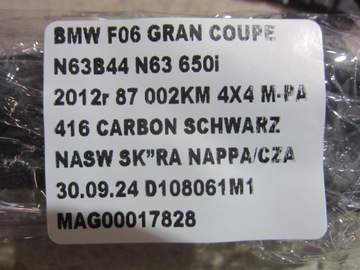 BMW F06 GRAN COUPE
N63B44 N63 650i
2012r 87 002KM 4X4 M-PA
416 CARBON SCHWARZ
NASW SK”RA NAPPA/CZA
30.09.24 D108061M1
MAG00017828